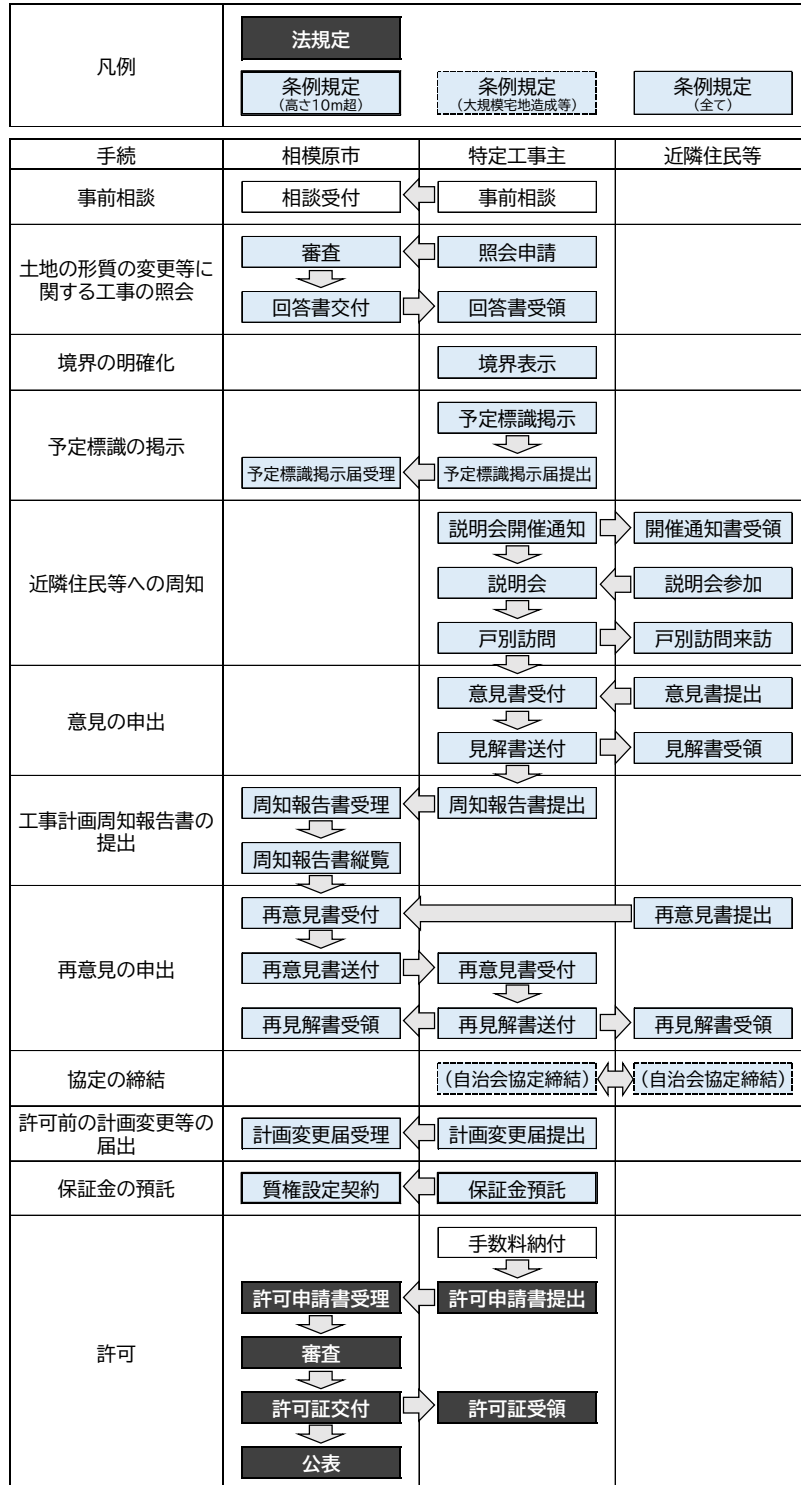 凡例
法規定
条例規定
(高さ10m超)
条例規定
(大規模宅地造成等)
条例規定
(全て)
手続
相模原市
特定工事主
近隣住民等
事前相談
相談受付
事前相談
土地の形質の変更等に
関する工事の照会
審査
照会申請
回答書交付
回答書受領
境界の明確化
境界表示
予定標識の掲示
予定標識掲示
予定標識掲示届受理
予定標識掲示届提出
近隣住民等への周知
説明会開催通知
開催通知書受領
説明会
説明会参加
戸別訪問
戸別訪問来訪
意見の申出
意見書受付
意見書提出
見解書送付
見解書受領
工事計画周知報告書の
提出
周知報告書受理
周知報告書提出
周知報告書縦覧
再意見の申出
再意見書受付
再意見書提出
再意見書送付
再意見書受付
再見解書受領
再見解書送付
再見解書受領
協定の締結
(自治会協定締結)
(自治会協定締結)
許可前の計画変更等の
届出
計画変更届受理
計画変更届提出
保証金の預託
質権設定契約
保証金預託
許可
手数料納付
許可申請書受理
許可申請書提出
審査
許可証交付
許可証受領
公表